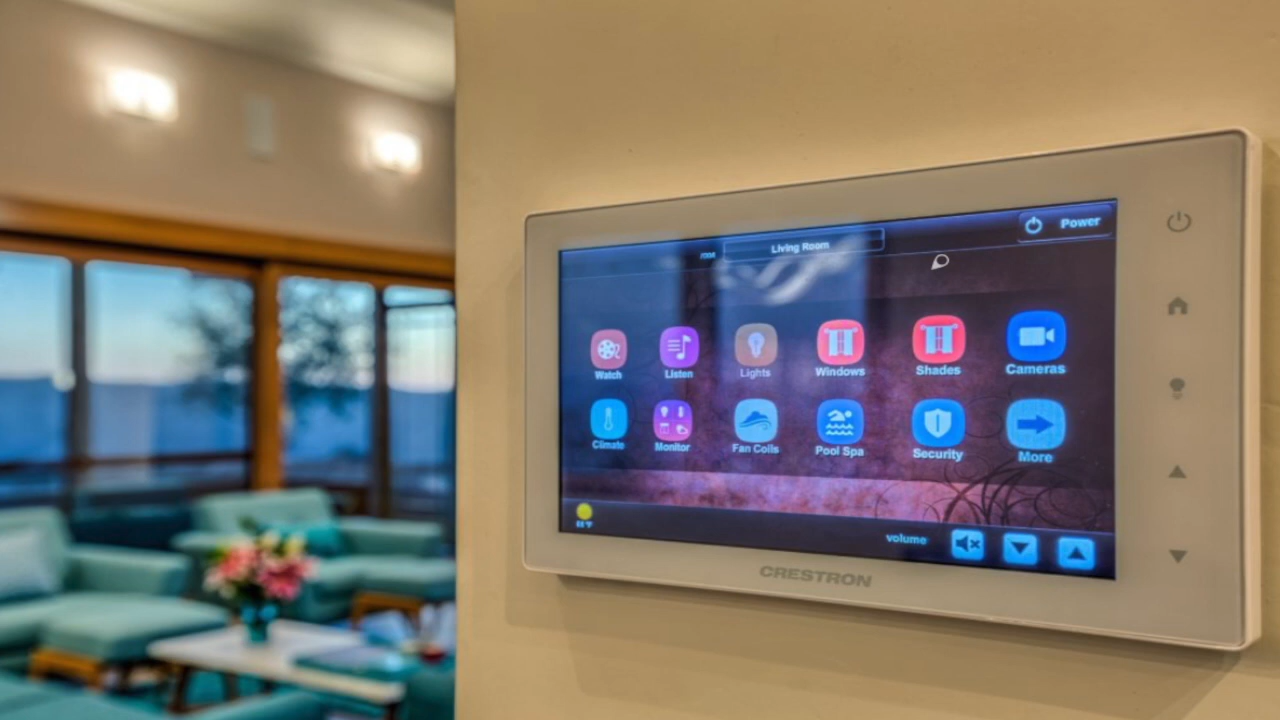 Power
room Living Room
Watch Listen Lights Windows Shades Cameras
Climate Monitor Fan Coils Pool Spa Security More
volume
CRESTRON